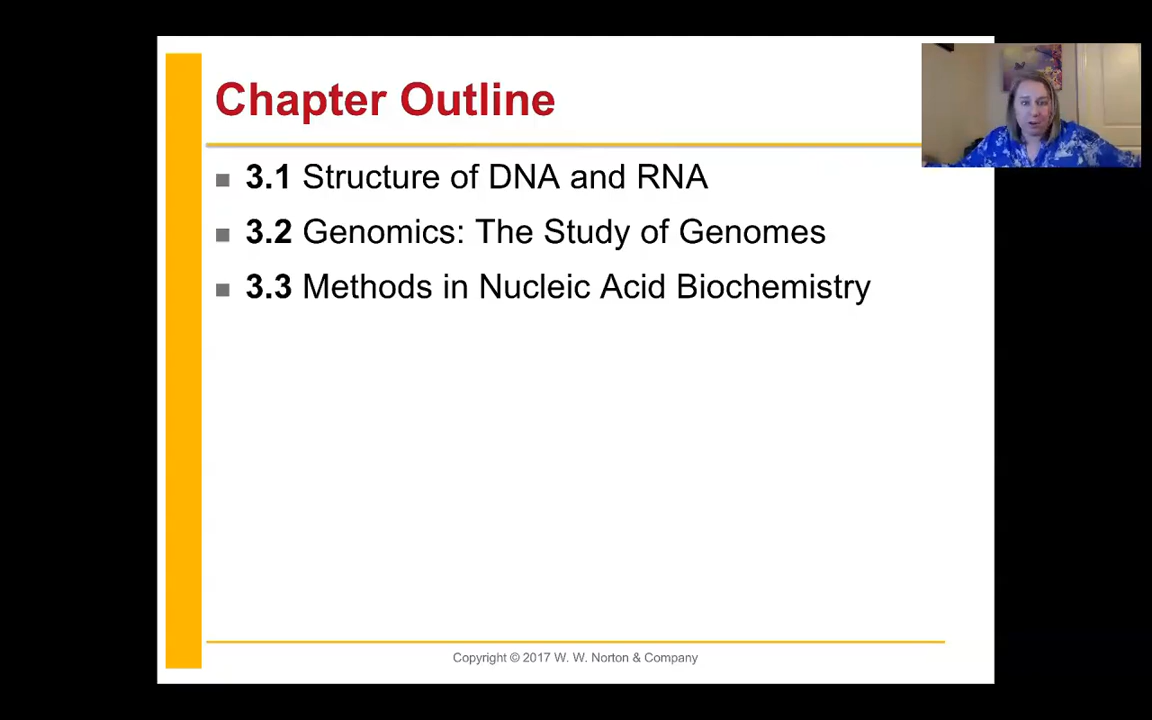 Chapter Outline
3.1 Structure of DNA and RNA
3.2 Genomics: The Study of Genomes
3.3 Methods in Nucleic Acid Biochemistry
Copyright © 2017 W. W. Norton & Company